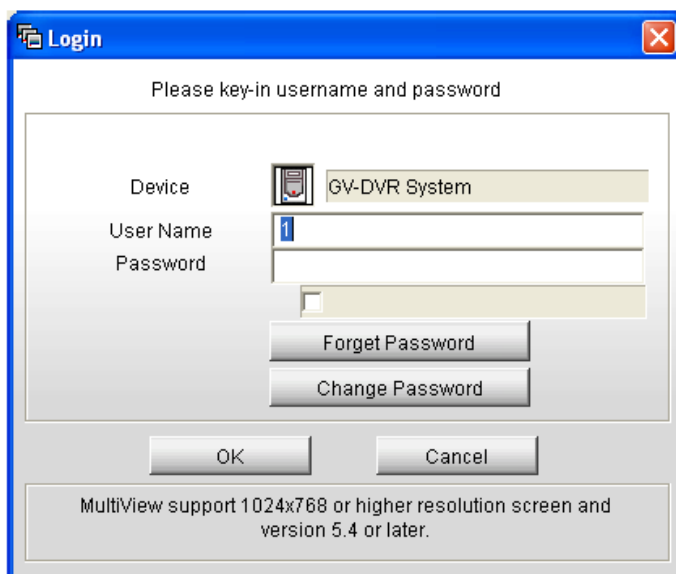 Login
Please key-in username and password
Device
GV-DVR System
User Name
1
Password
Forget Password
Change Password
OK
Cancel
MultiView support 1024x768 or higher resolution screen and
version 5.4 or later.